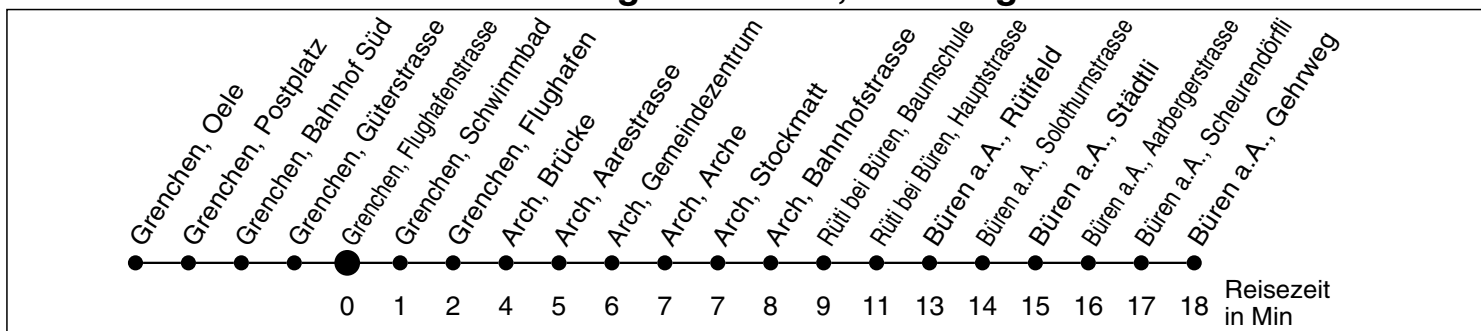 Grenchen, Oele
Grenchen, Postplatz
Grenchen, Bahnhof Süd
Grenchen, Güterstrasse
Grenchen, Flughafenstrasse
Grenchen, Schwimmbad
Grenchen, Flughafen
Arch, Brücke
Arch, Aarestrasse
Arch, Gemeindezentrum
Arch, Arche
Arch, Stockmatt
Arch, Bahnhofstrasse
Rüti bei Büren, Baumschule
Rüti bei Büren, Hauptstrasse
Büren a.A., Rütifeld
Büren a.A., Solothurnstrasse
Büren a.A., Städtli
Büren a.A., Aarbergerstrasse
Büren a.A., Scheurendörfli
Büren a.A., Gehrweg
0 1 2 4 5 6 7 7 8 9 11 13 14 15 16 17 18 Reisezeit
in Min